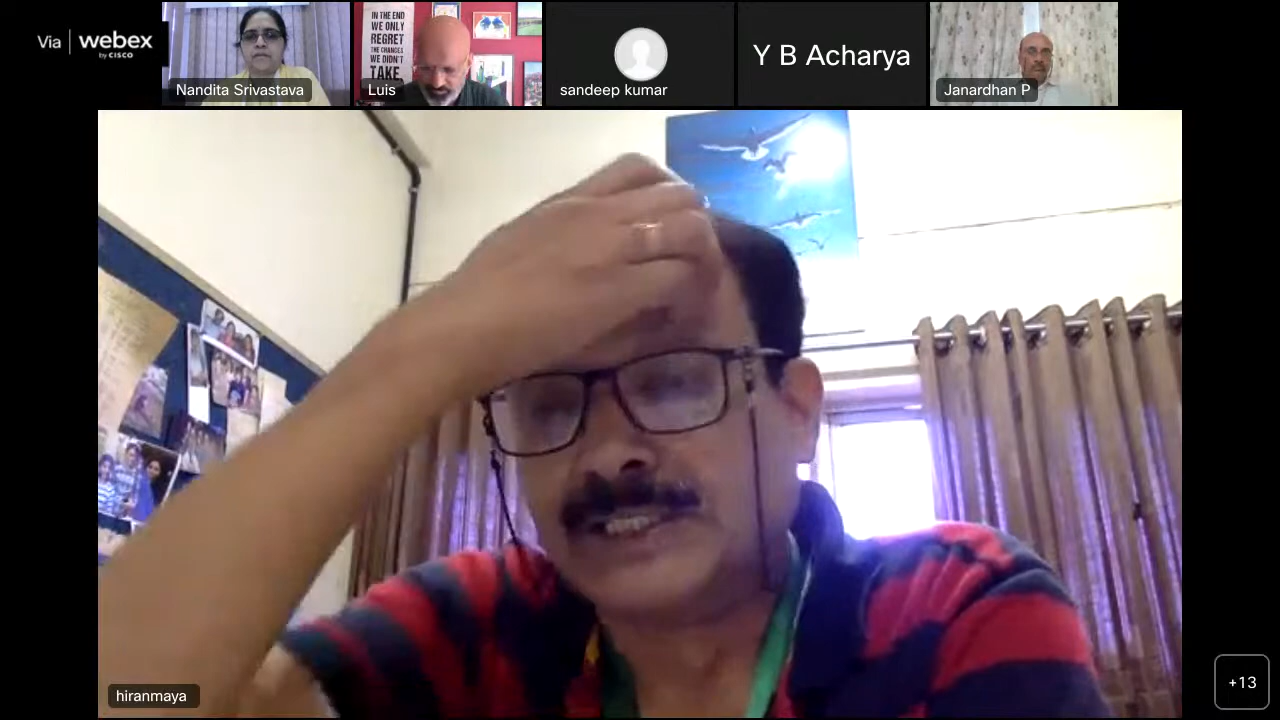 Via webex
by CISCO
Nandita Srivastava
IN THE END
WE ONLY
REGRET
THE CHANCES
WE DIDN'T
TAKE
Luis
sandeep kumar
Y B Acharya
Janardhan P
hiranmaya
+13